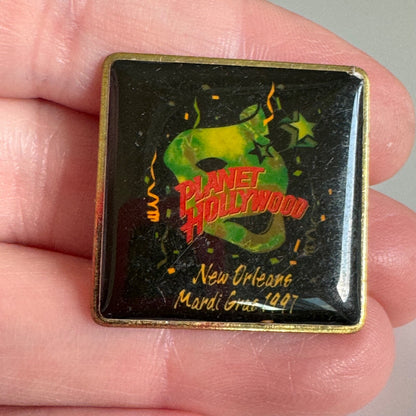 PLANET
HOLLYWOOD
New Orleans
Mardi Gras 1997